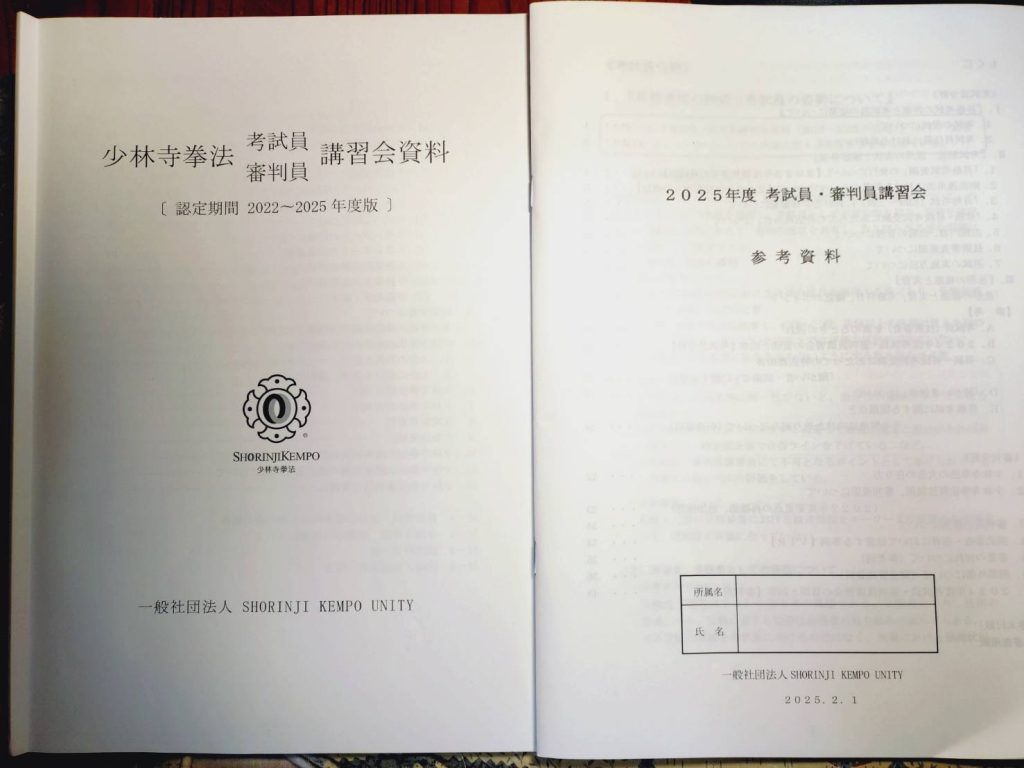 少林寺拳法 考試員 審判員 講習会資料
〔 認定期間 2022～2025 年度版 〕
SHORINJI KEMPO
少林寺拳法
一般社団法人 SHORINJI KEMPO UNITY
２０２５年度 考試員・審判員講習会
参 考 資 料
所属名
氏 名
一般社団法人 SHORINJI KEMPO UNITY
２０２５．２．１